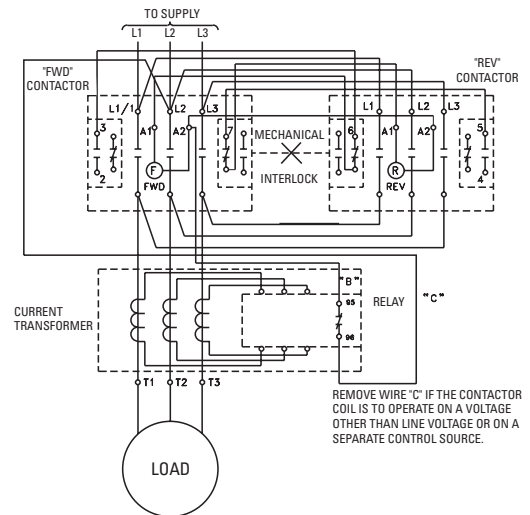 TO SUPPLY
L1 L2 L3
"FWD"
CONTACTOR
"REV"
CONTACTOR
L1/1 L2 L3
L1 L2 L3
3 A1 A2 7
MECHANICAL
6 A1 A2 5
F
R
2 FWD
INTERLOCK
REV 4
"B"
"C"
CURRENT
TRANSFORMER
95
RELAY
96
T1 T2 T3
REMOVE WIRE "C" IF THE CONTACTOR
COIL IS TO OPERATE ON A VOLTAGE
OTHER THAN LINE VOLTAGE OR ON A
SEPARATE CONTROL SOURCE.
LOAD